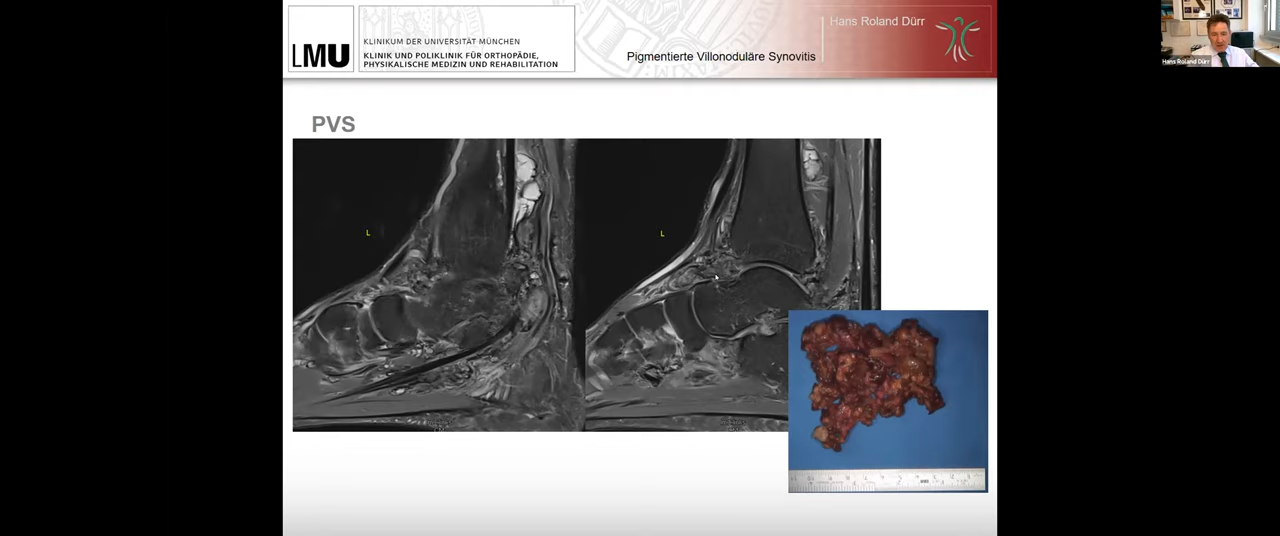 LMU
KLINIKUM DER UNIVERSITÄT MÜNCHEN
KLINIK UND POLIKLINIK FÜR ORTHOPÄDIE,
PHYSIKALISCHE MEDIZIN UND REHABILITATION
Pigmentierte Villonoduläre Synovitis
Hans Roland Dürr
Hans Roland Dürr
PVS
L
L